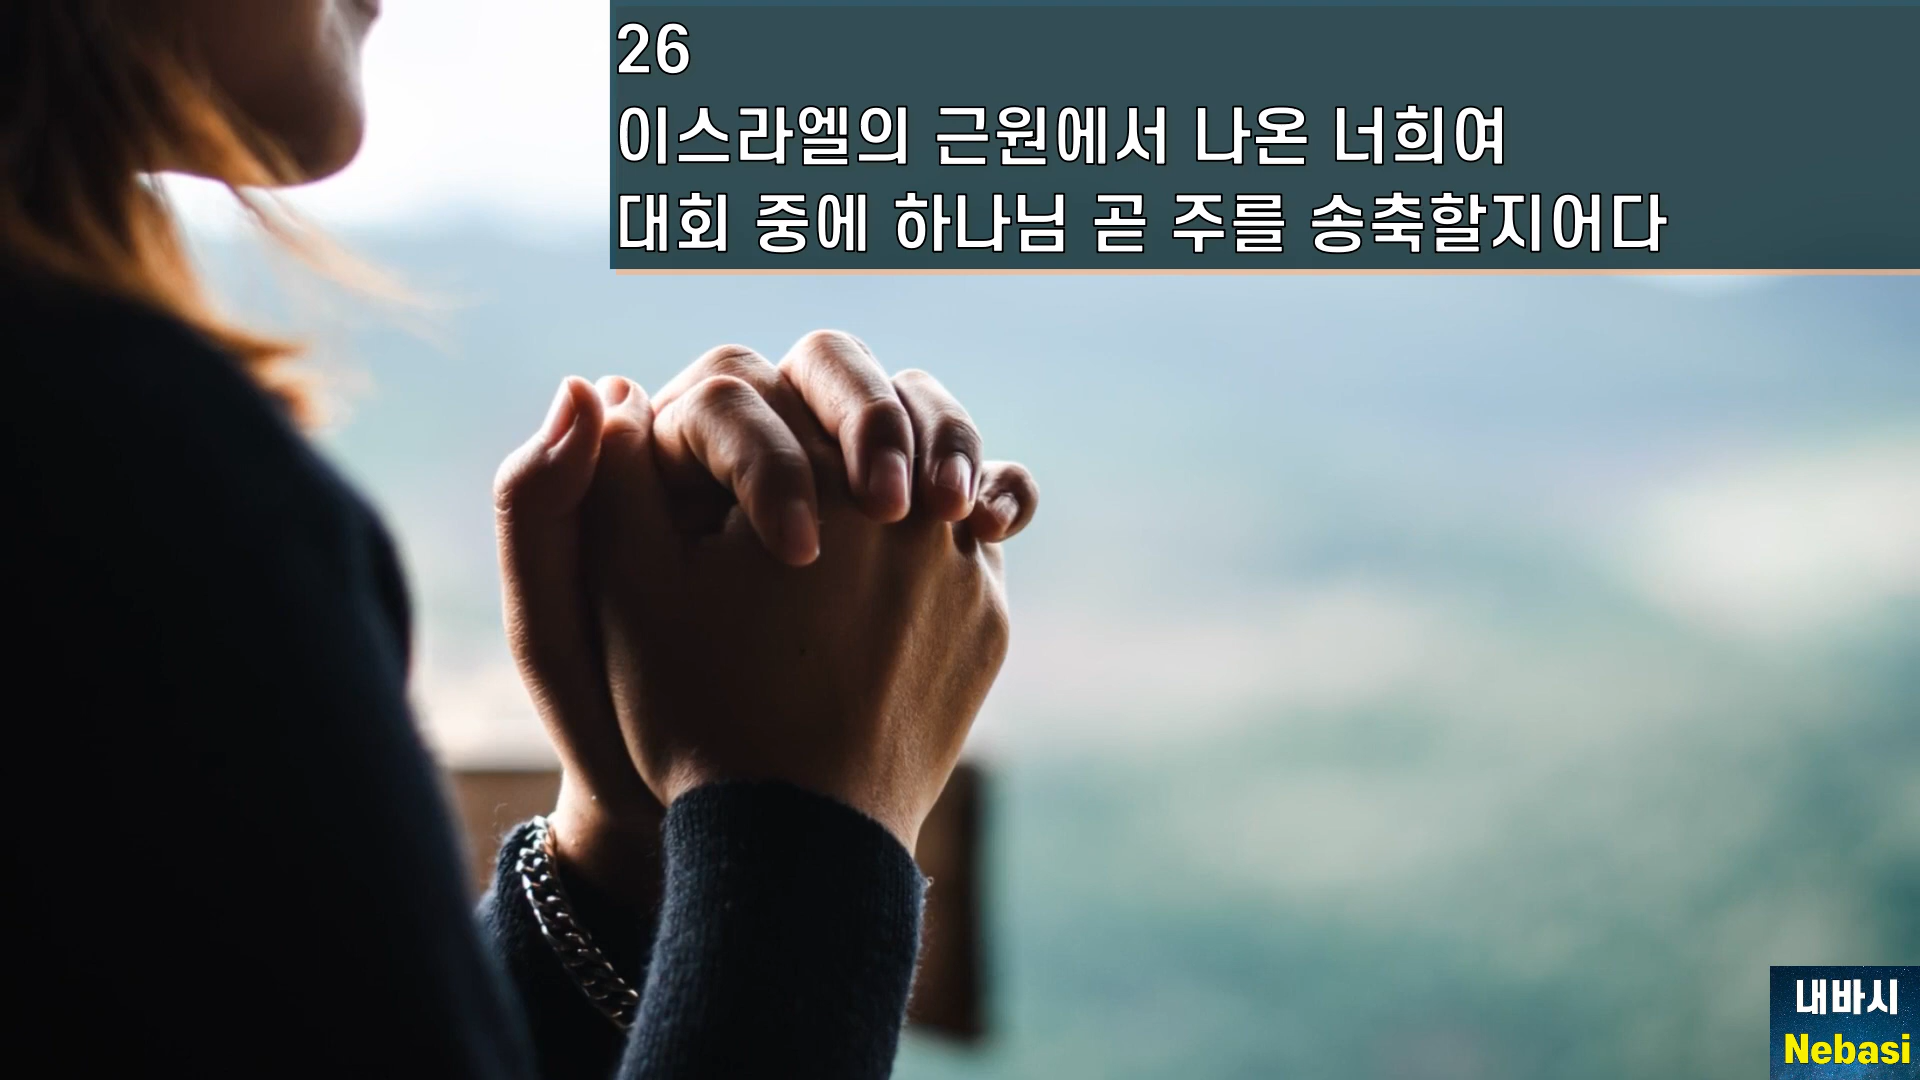 26
이스라엘의 근원에서 나온 너희여
대회 중에 하나님 곧 주를 송축할지어다
내바시
Nebasi